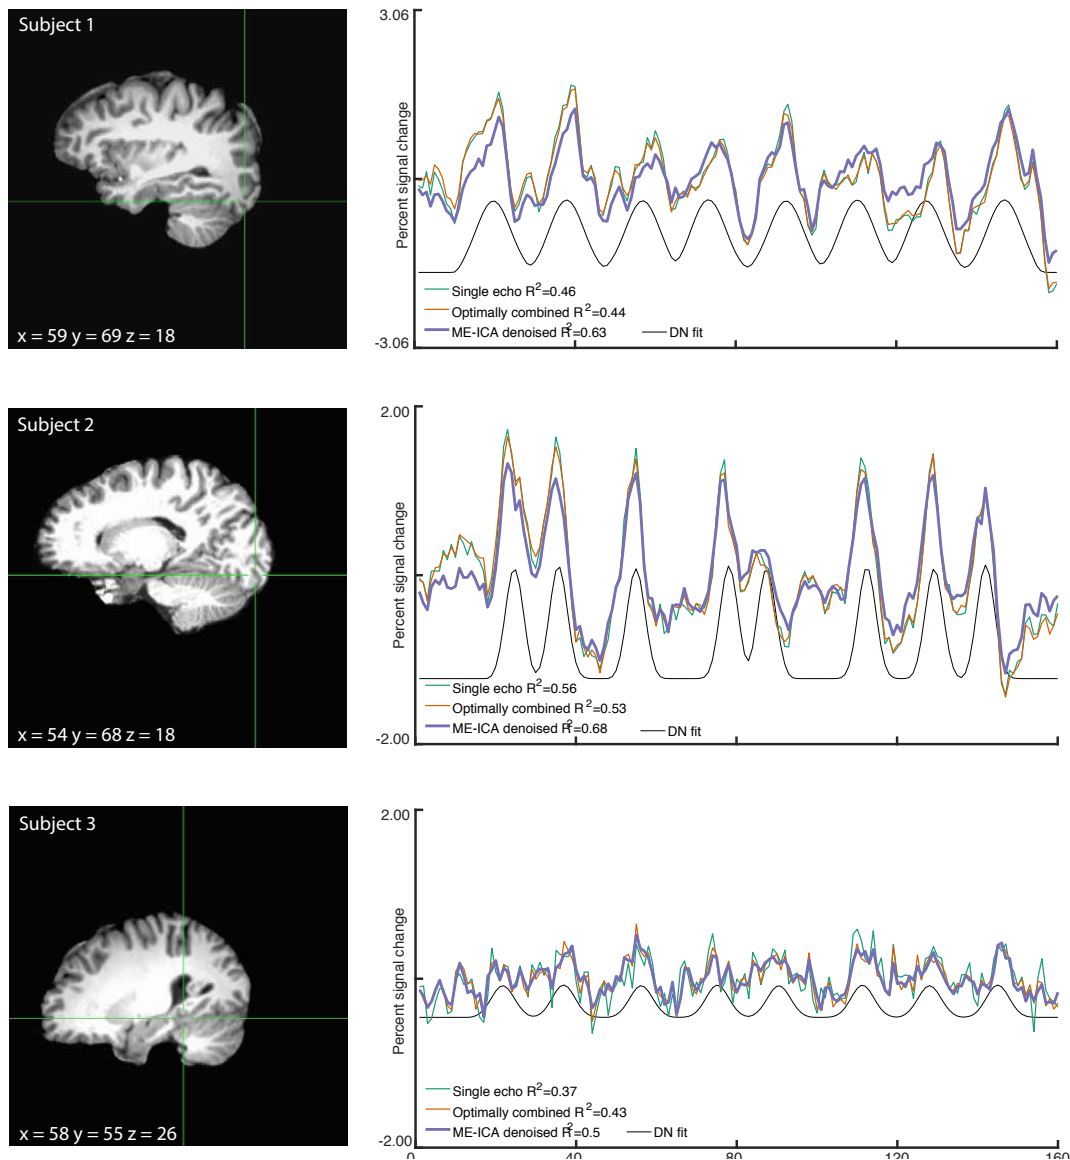 Subject 1
x = 59 y = 69 z = 18
3.06
0
-3.06
Percent signal change
Single echo R2=0.46
Optimally combined R2=0.44
ME-ICA denoised R2=0.63
DN fit
Subject 2
x = 54 y = 68 z = 18
2.00
-2.00
Percent signal change
Single echo R2=0.56
Optimally combined R2=0.53
ME-ICA denoised R2=0.68
DN fit
Subject 3
x = 58 y = 55 z = 26
2.00
-2.00
Percent signal change
Single echo R2=0.37
Optimally combined R2=0.43
ME-ICA denoised R2=0.5
DN fit
0 40 80 120 160